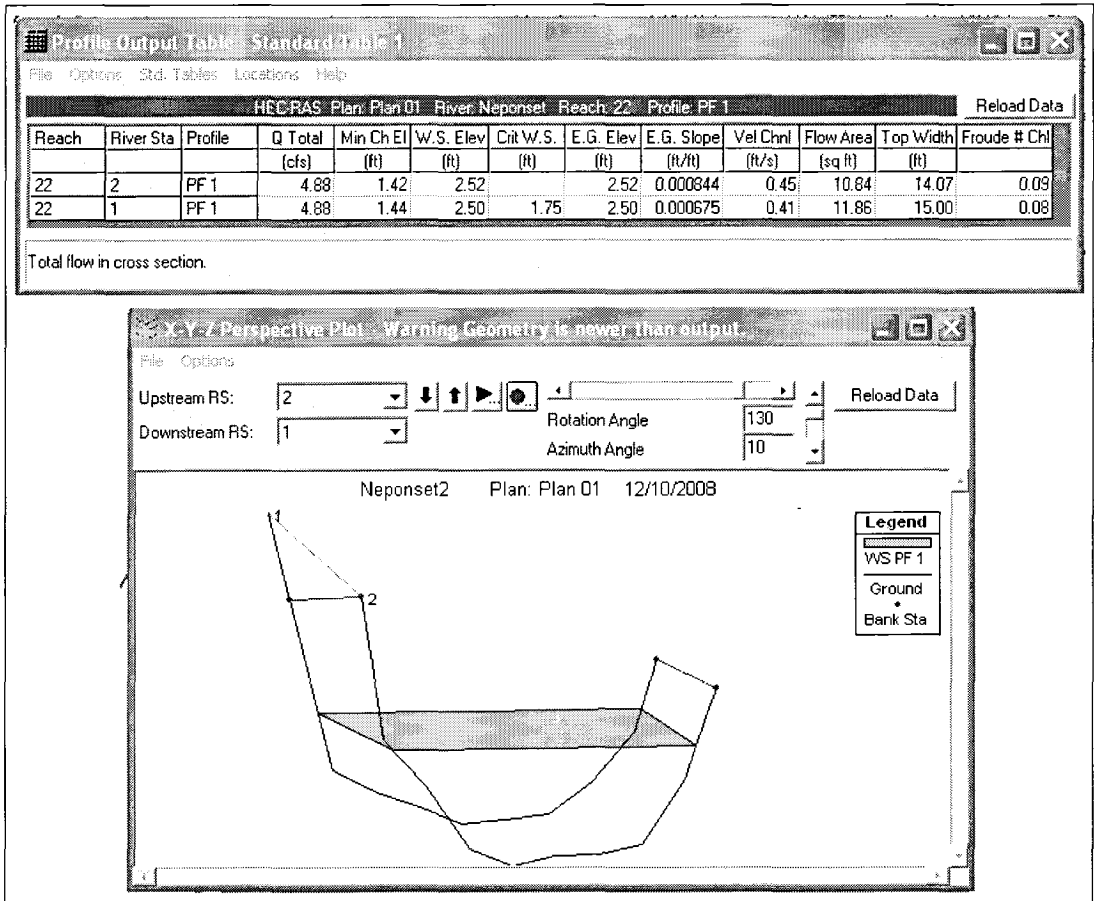 Profile Output Table - Standard Table 1
File Options Std. Tables Locations Help
HEC-RAS Plan: Plan 01 River: Neponset Reach: 22 Profile: PF 1
Reload Data
Reach River Sta Profile Q Total Min Ch El W.S. Elev Crit W.S. E.G. Elev E.G. Slope Vel Chnl Flow Area Top Width Froude # Chl
(cfs) (ft) (ft) (ft) (ft) (ft/ft) (ft/s) (sq ft) (ft)
22 2 PF 1 4.88 1.42 2.52 2.52 0.000844 0.45 10.84 14.07 0.09
22 1 PF 1 4.88 1.44 2.50 1.75 2.50 0.000675 0.41 11.86 15.00 0.08
Total flow in cross section.
X-Y-Z Perspective Plot - Warning Geometry is newer than output.
File Options
Upstream RS: 2
Reload Data
Downstream RS: 1
Rotation Angle 130
Azimuth Angle 10
Neponset2 Plan: Plan 01 12/10/2008
Legend
WS PF 1
Ground
Bank Sta
1
2